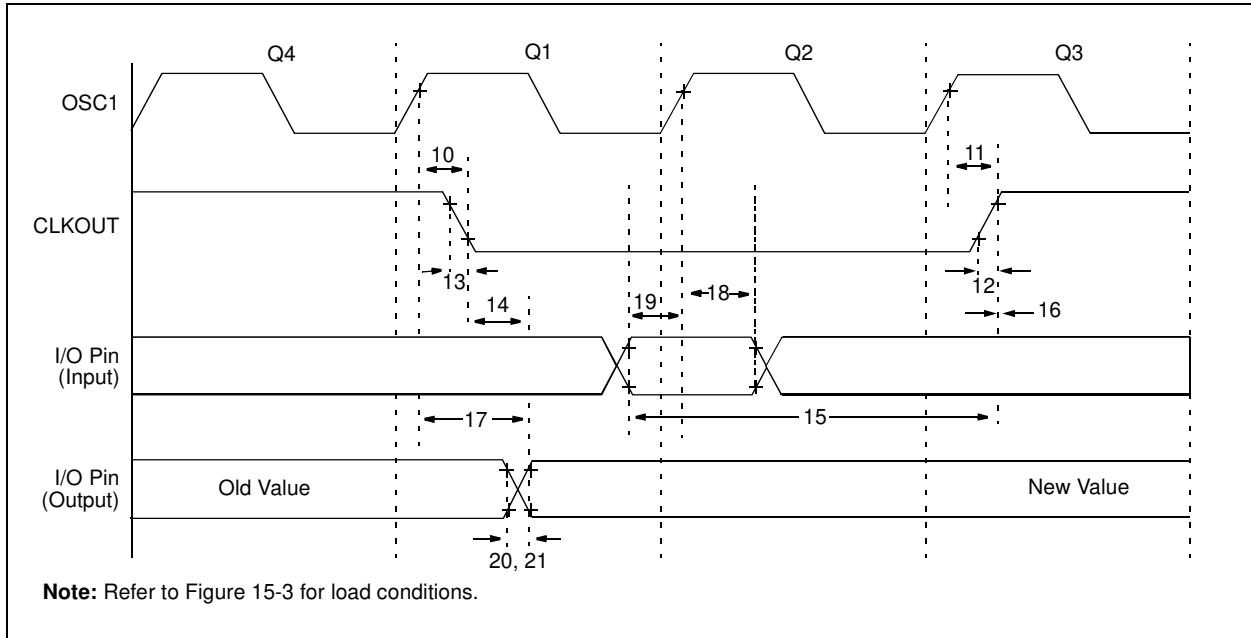 Q4 Q1 Q2 Q3
OSC1
10 11
CLKOUT
13 12
14 19 18 16
I/O Pin
(Input)
17 15
I/O Pin
(Output)
Old Value New Value
20, 21
Note: Refer to Figure 15-3 for load conditions.